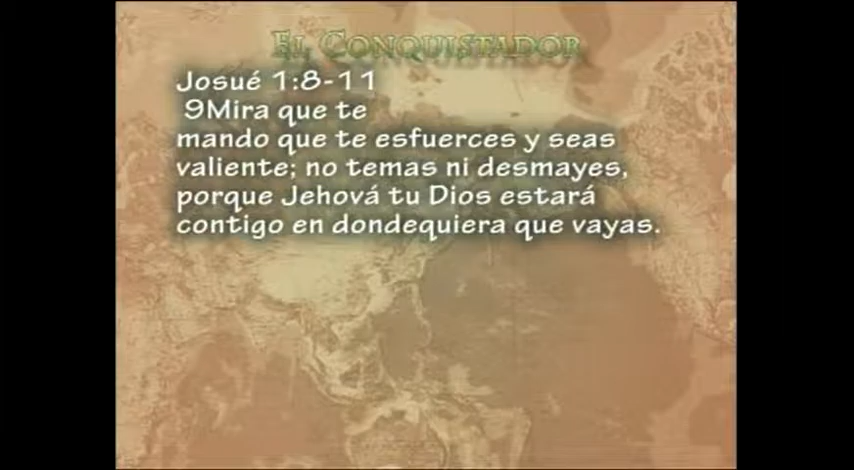 El Conquistador
Josué 1:8-11
9Mira que te
mando que te esfuerces y seas
valiente; no temas ni desmayes,
porque Jehová tu Dios estará
contigo en dondequiera que vayas.